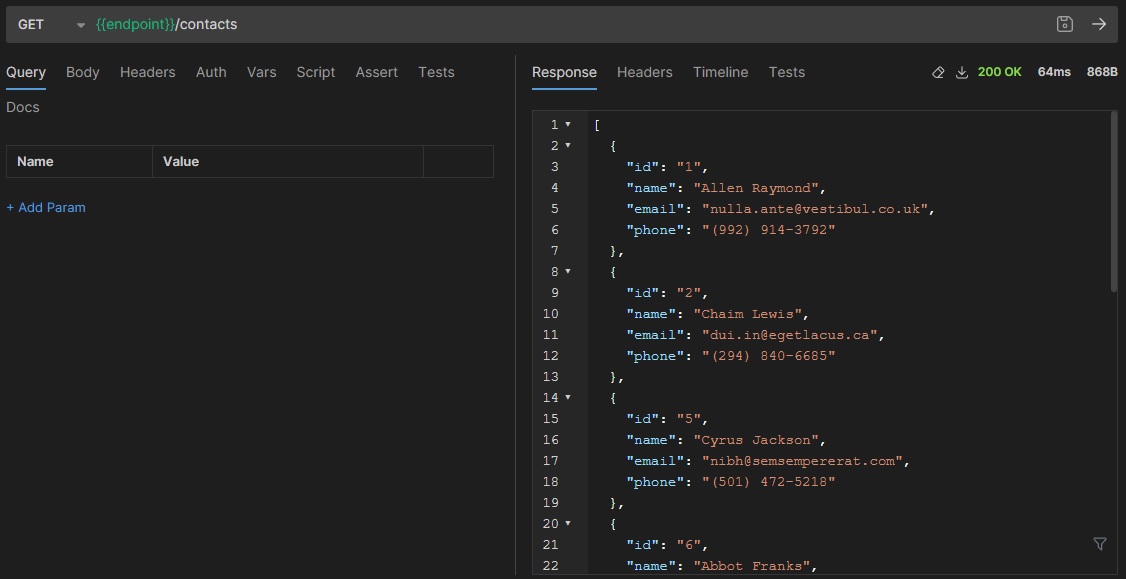 GET {{endpoint}}/contacts
Query Body Headers Auth Vars Script Assert Tests
Docs
Name Value
+ Add Param
Response Headers Timeline Tests 200 OK 64ms 868B
1 [
2 {
3 "id": "1",
4 "name": "Allen Raymond",
5 "email": "nulla.ante@vestibul.co.uk",
6 "phone": "(992) 914-3792"
7 },
8 {
9 "id": "2",
10 "name": "Chaim Lewis",
11 "email": "dui.in@egetlacus.ca",
12 "phone": "(294) 840-6685"
13 },
14 {
15 "id": "5",
16 "name": "Cyrus Jackson",
17 "email": "nibh@semsempererat.com",
18 "phone": "(501) 472-5218"
19 },
20 {
21 "id": "6",
22 "name": "Abbot Franks",